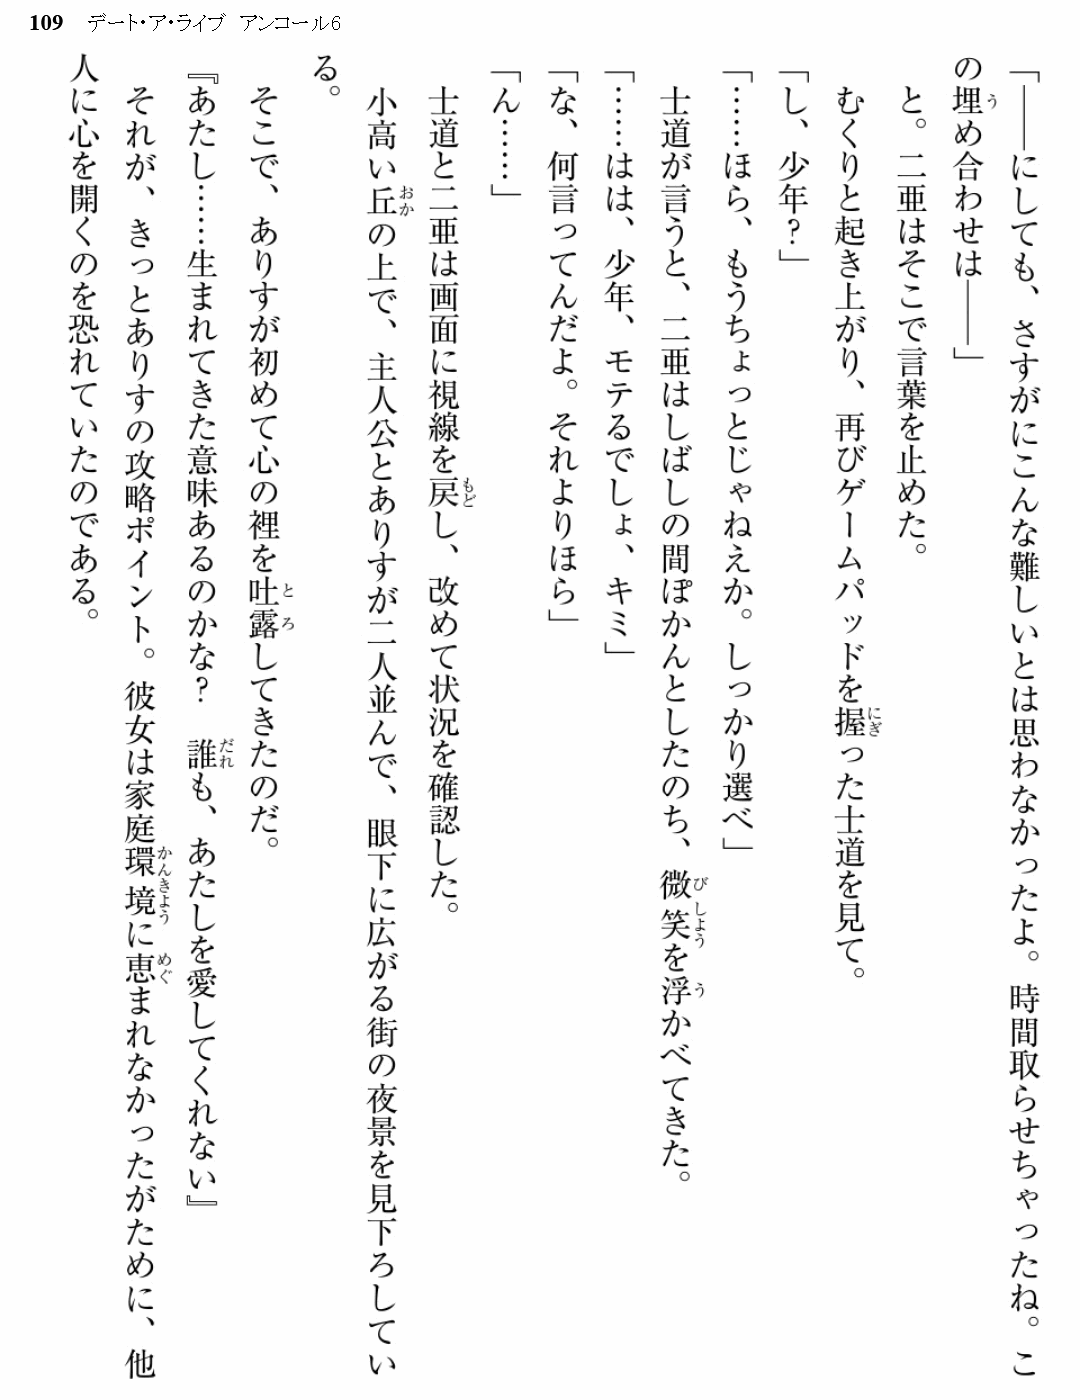 109 デート・ア・ライブ アンコール6
「――にしても、さすがにこんな難しいとは思わなかったよ。時間取らせちゃったね。こ
の埋め合わせは――」
と。二亜はそこで言葉を止めた。
むくりと起き上がり、再びゲームパッドを握った士道を見て。
「し、少年?」
「……ほら、もうちょっとじゃねえか。しっかり選べ」
士道が言うと、二亜はしばしの間ぽかんとしたのち、微笑を浮かべてきた。
「……はは、少年、モテるでしょ、キミ」
「な、何言ってんだよ。それよりほら」
「ん……」
士道と二亜は画面に視線を戻し、改めて状況を確認した。
小高い丘の上で、主人公とありすが二人並んで、眼下に広がる街の夜景を見下ろしてい
る。
そこで、ありすが初めて心の裡を吐露してきたのだ。
『あたし……生まれてきた意味あるのかな? 誰も、あたしを愛してくれない』
それが、きっとありすの攻略ポイント。彼女は家庭環境に恵まれなかったがために、他
人に心を開くのを恐れていたのである。